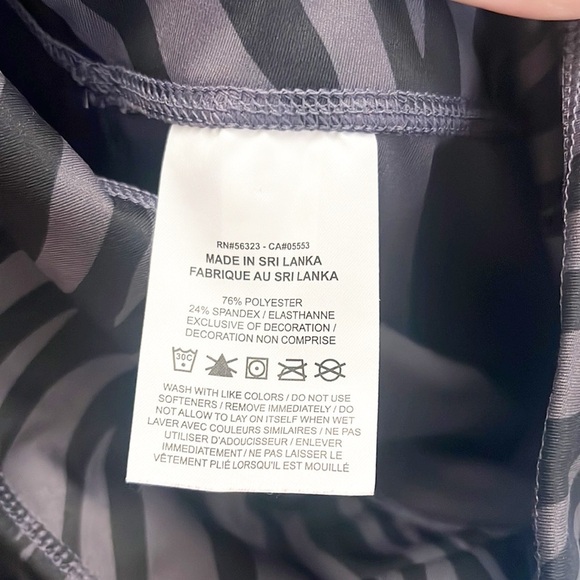 RN#56323 - CA#05553
MADE IN SRI LANKA
FABRIQUE AU SRI LANKA
76% POLYESTER
24% SPANDEX / ELASTHANNE
EXCLUSIVE OF DECORATION /
DECORATION NON COMPRISE
30C
WASH WITH LIKE COLORS / DO NOT USE
SOFTENERS / REMOVE IMMEDIATELY / DO
NOT ALLOW TO LAY ON ITSELF WHEN WET
LAVER AVEC COULEURS SIMILAIRES / NE PAS
UTILISER D'ADOUCISSEUR / ENLEVER
IMMÉDIATEMENT / NE PAS LAISSER LE
VÊTEMENT PLIÉ LORSQU'IL EST MOUILLÉ